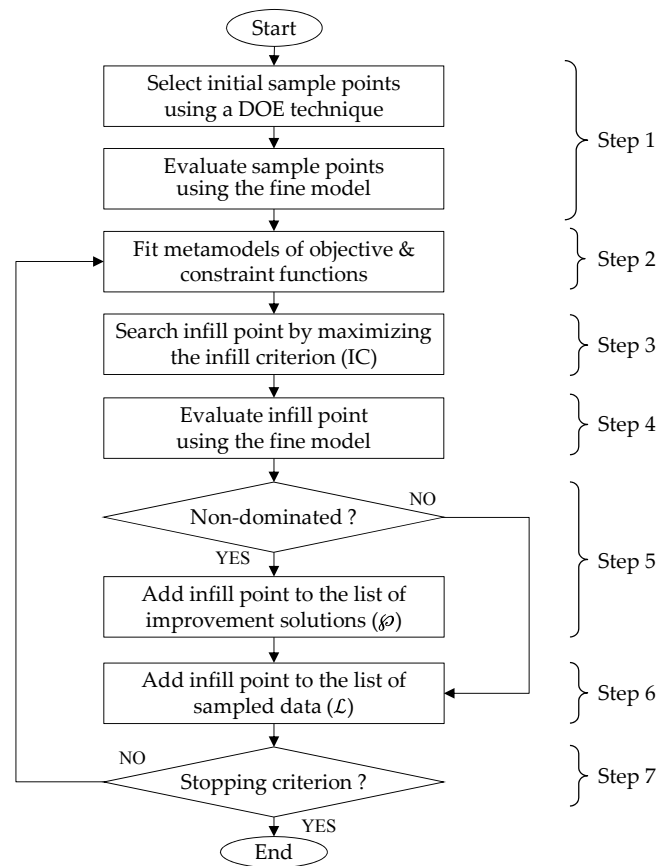 Start
Select initial sample points
using a DOE technique
Step 1
Evaluate sample points
using the fine model
Fit metamodels of objective &
constraint functions
Step 2
Search infill point by maximizing
the infill criterion (IC)
Step 3
Evaluate infill point
using the fine model
Step 4
Non-dominated ?
NO
YES
Step 5
Add infill point to the list of
improvement solutions (℘)
Add infill point to the list of
sampled data (ℒ)
Step 6
NO
Stopping criterion ?
Step 7
YES
End